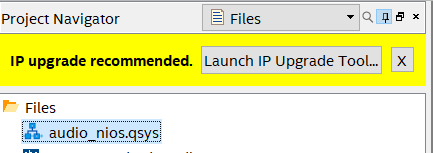 Project Navigator
Files
IP upgrade recommended.
Launch IP Upgrade Tool...
X
Files
audio_nios.qsys